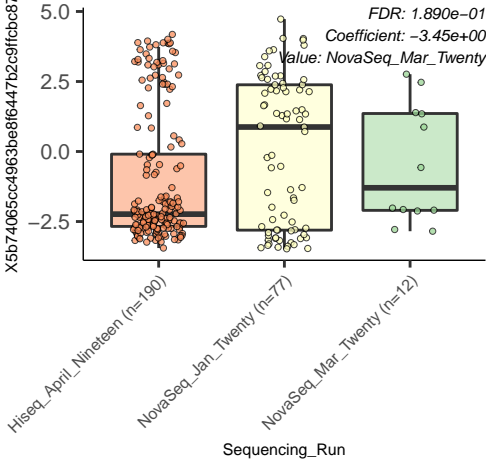 FDR: 1.890e−01
Coefficient: −3.45e+00
Value: NovaSeq_Mar_Twenty
X5b74065cc4963be8f6447b2c9ffcbc87
5.0
2.5
0.0
−2.5
Hiseq_April_Nineteen (n=190)
NovaSeq_Jan_Twenty (n=77)
NovaSeq_Mar_Twenty (n=12)
Sequencing_Run